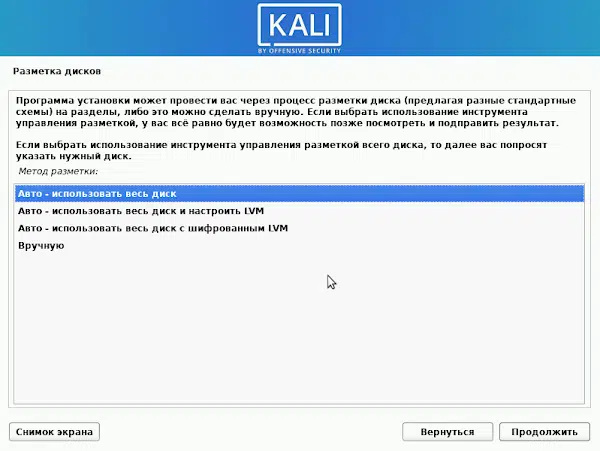 KALI
BY OFFENSIVE SECURITY
Разметка дисков
Программа установки может провести вас через процесс разметки диска (предлагая разные стандартные
схемы) на разделы, либо это можно сделать вручную. Если выбрать использование инструмента
управления разметкой, у вас всё равно будет возможность позже посмотреть и подправить результат.
Если выбрать использование инструмента управления разметкой всего диска, то далее вас попросят
указать нужный диск.
Метод разметки:
Авто - использовать весь диск
Авто - использовать весь диск и настроить LVM
Авто - использовать весь диск с шифрованным LVM
Вручную
Снимок экрана
Вернуться
Продолжить